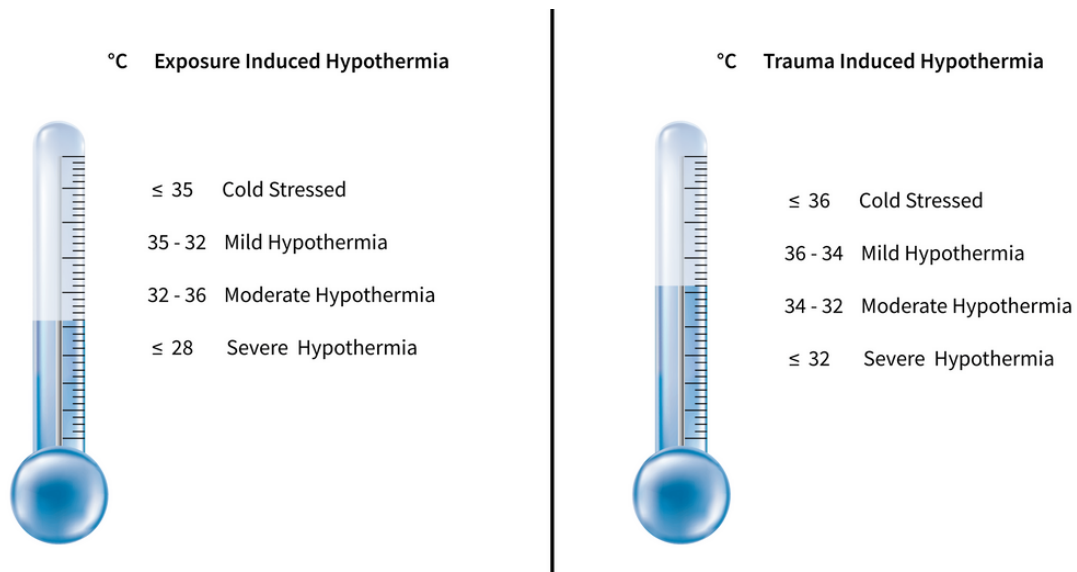 °C Exposure Induced Hypothermia
≤ 35 Cold Stressed
35 - 32 Mild Hypothermia
32 - 36 Moderate Hypothermia
≤ 28 Severe Hypothermia
°C Trauma Induced Hypothermia
≤ 36 Cold Stressed
36 - 34 Mild Hypothermia
34 - 32 Moderate Hypothermia
≤ 32 Severe Hypothermia